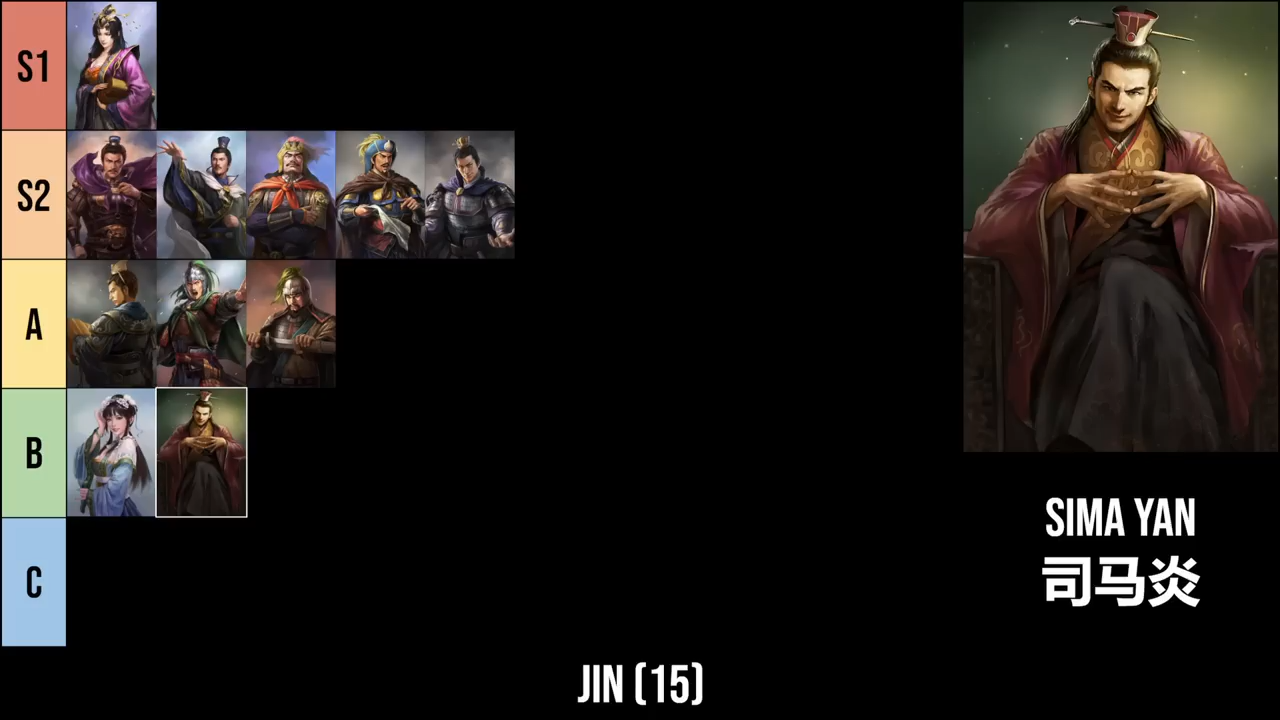 S1
S2
A
B
C
SIMA YAN
司马炎
JIN (15)